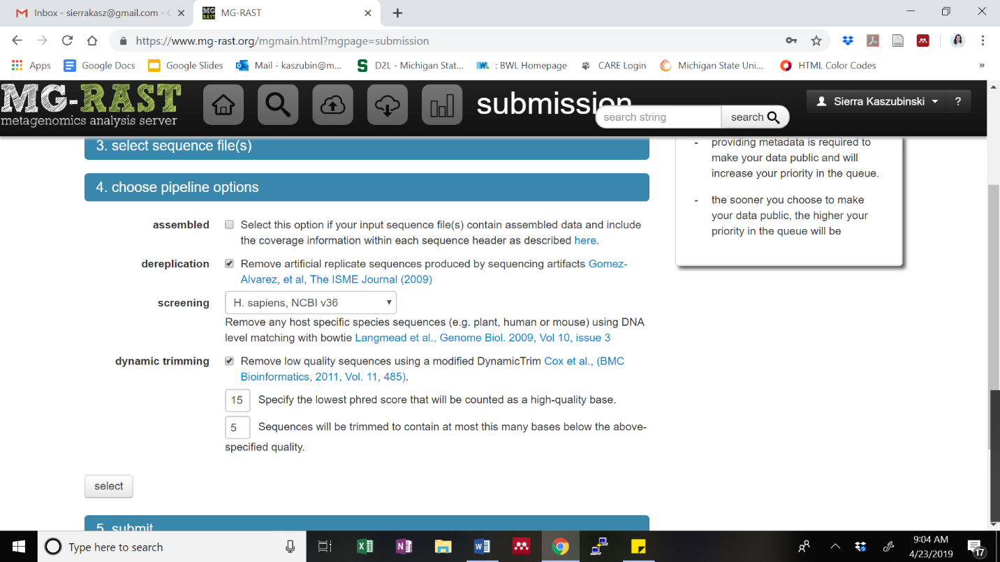 Inbox - sierrakasz@gmail.com -
MG-RAST
https://www.mg-rast.org/mgmain.html?mgpage=submission
Apps
Google Docs
Google Slides
Mail - kaszubin@m...
D2L - Michigan Stat...
: BWL Homepage
CARE Login
Michigan State Uni...
HTML Color Codes
»
MG-RAST
metagenomics analysis server
submission
search string
search
Sierra Kaszubinski
?
3. select sequence file(s)
4. choose pipeline options
assembled
Select this option if your input sequence file(s) contain assembled data and include
the coverage information within each sequence header as described here.
dereplication
Remove artificial replicate sequences produced by sequencing artifacts Gomez-
Alvarez, et al, The ISME Journal (2009)
screening
H. sapiens, NCBI v36
Remove any host specific species sequences (e.g. plant, human or mouse) using DNA
level matching with bowtie Langmead et al., Genome Biol. 2009, Vol 10, issue 3
dynamic trimming
Remove low quality sequences using a modified DynamicTrim Cox et al., (BMC
Bioinformatics, 2011, Vol. 11, 485).
15 Specify the lowest phred score that will be counted as a high-quality base.
5 Sequences will be trimmed to contain at most this many bases below the above-
specified quality.
select
5. submit
- providing metadata is required to
make your data public and will
increase your priority in the queue.
- the sooner you choose to make
your data public, the higher your
priority in the queue will be
Type here to search
9:04 AM
4/23/2019
17